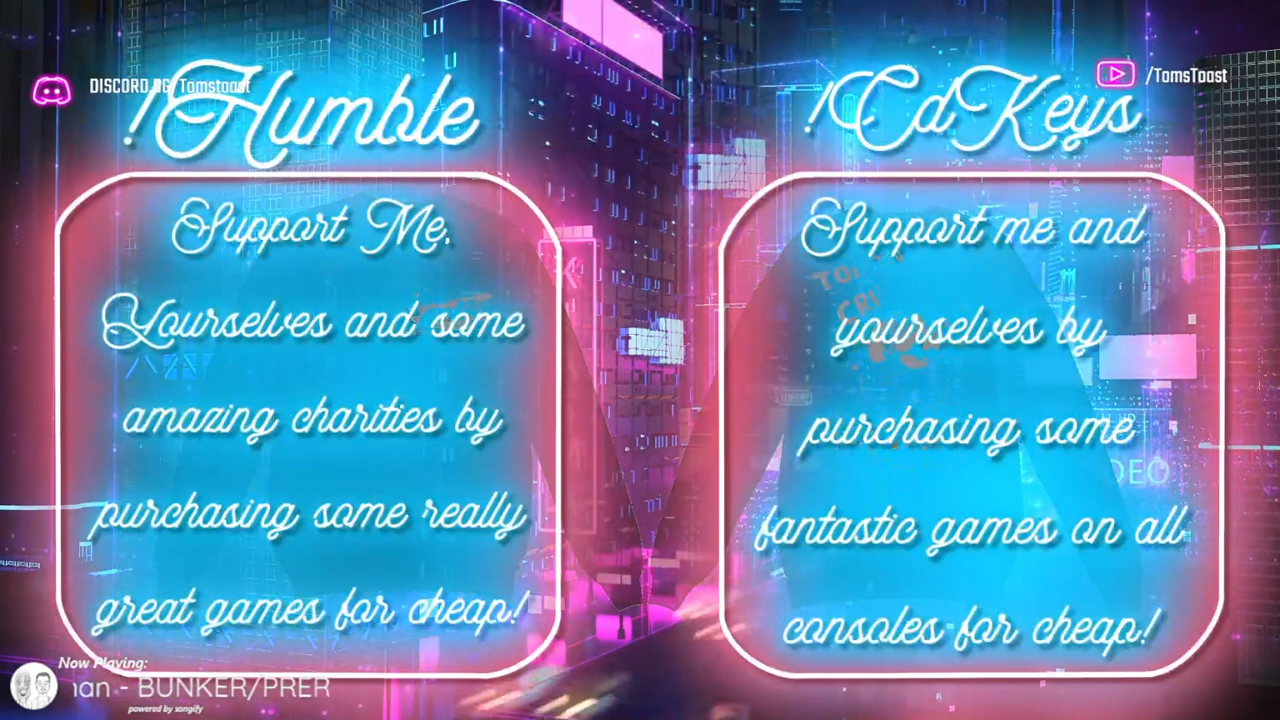 DISCORD.GG/Tomstoast
/TomsToast
!Humble
Support Me,
Yourselves and some
amazing charities by
purchasing some really
great games for cheap!
!CdKeys
Support me and
yourselves by
purchasing some
fantastic games on all
consoles for cheap!
Now Playing:
- BUNKER/PRER
powered by songify